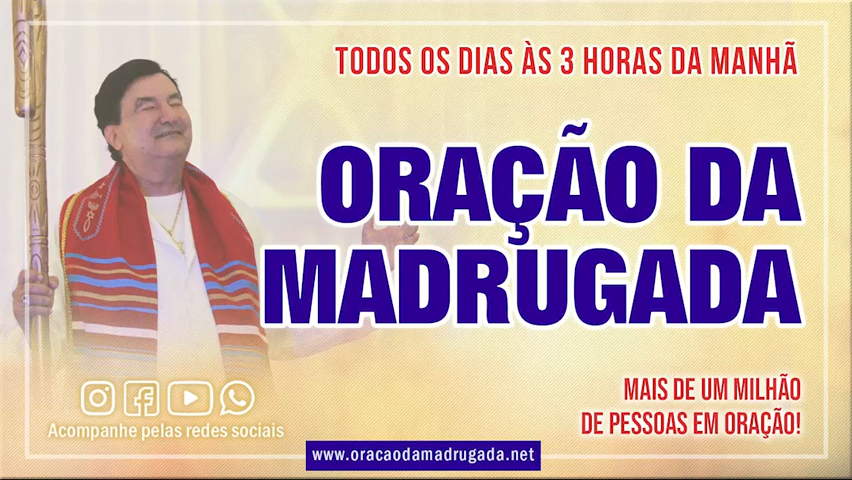 TODOS OS DIAS ÀS 3 HORAS DA MANHÃ
ORAÇÃO DA
MADRUGADA
MAIS DE UM MILHÃO
DE PESSOAS EM ORAÇÃO!
Acompanhe pelas redes sociais
www.oracaodamadrugada.net